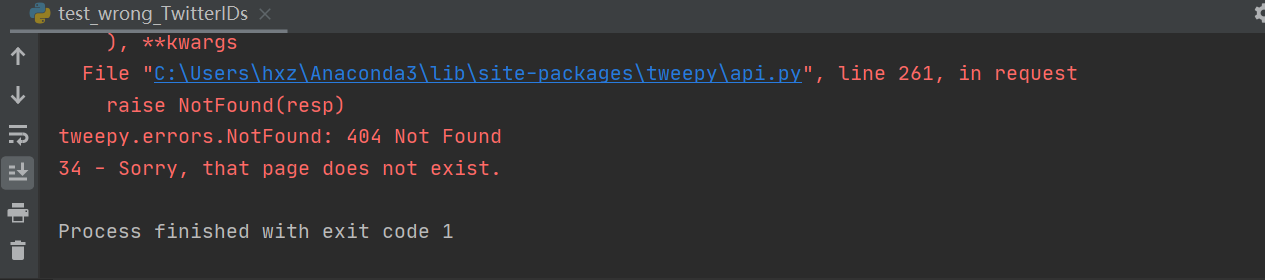 test_wrong_TwitterIDs
), **kwargs
File "C:\Users\hxz\Anaconda3\lib\site-packages\tweepy\api.py", line 261, in request
raise NotFound(resp)
tweepy.errors.NotFound: 404 Not Found
34 - Sorry, that page does not exist.
Process finished with exit code 1